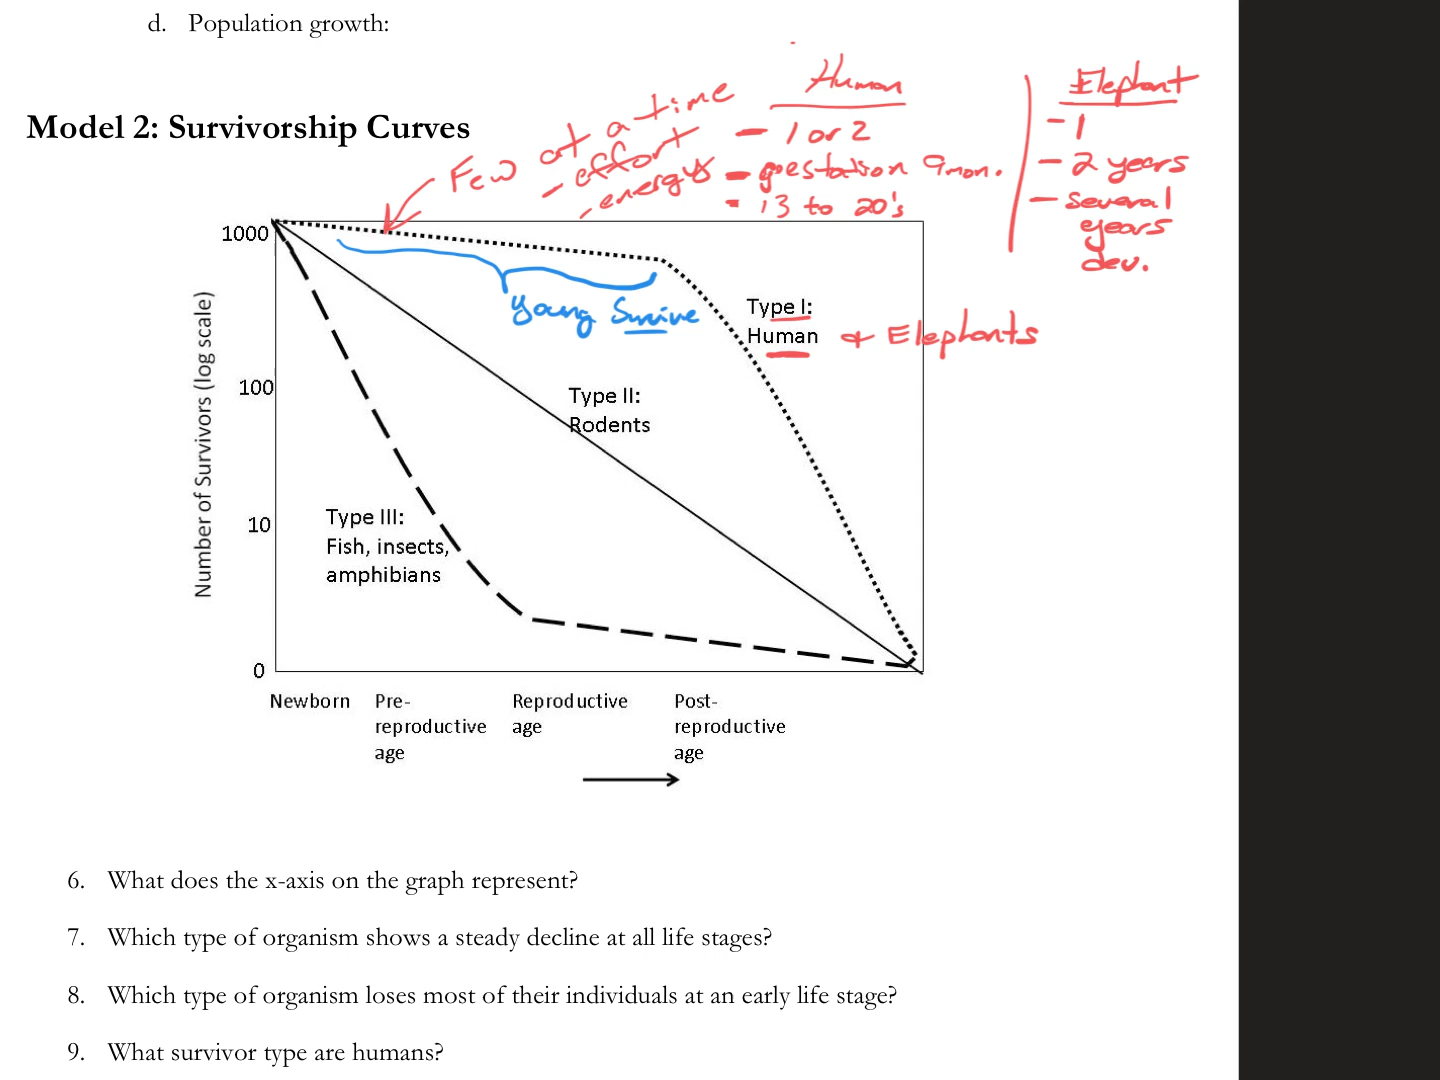 d. Population growth:
Model 2: Survivorship Curves
Few at a time
- effort
- energy
Human
- 1 or 2
- gestation 9 mon.
- 13 to 20's
Elephant
- 1
- 2 years
- several
years
dev.
1000
100
10
0
Number of Survivors (log scale)
Young Survive
Type I:
Human & Elephants
Type II:
Rodents
Type III:
Fish, insects,
amphibians
Newborn
Pre-
reproductive
age
Reproductive
age
Post-
reproductive
age
6. What does the x-axis on the graph represent?
7. Which type of organism shows a steady decline at all life stages?
8. Which type of organism loses most of their individuals at an early life stage?
9. What survivor type are humans?